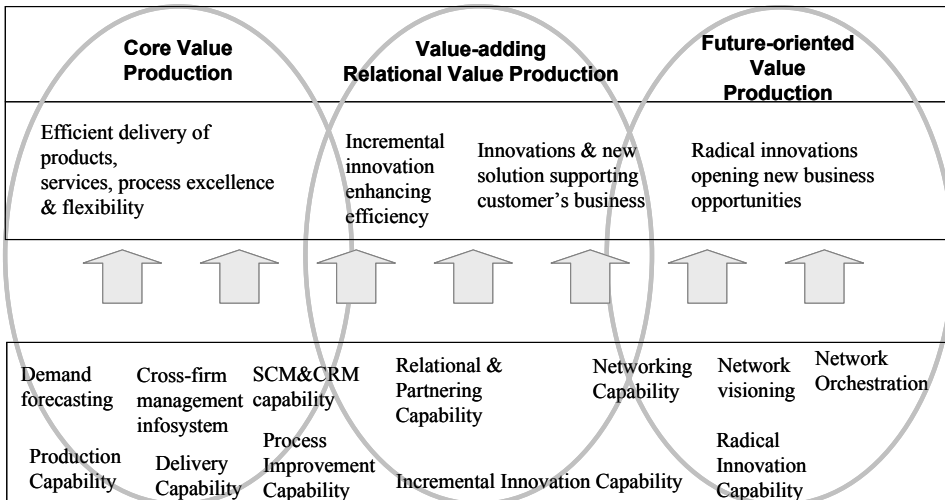 Core Value
Production
Value-adding
Relational Value Production
Future-oriented
Value
Production
Efficient delivery of
products,
services, process excellence
& flexibility
Incremental
innovation
enhancing
efficiency
Innovations & new
solution supporting
customer's business
Radical innovations
opening new business
opportunities
Demand
forecasting
Cross-firm
management
infosystem
SCM&CRM
capability
Relational &
Partnering
Capability
Networking
Capability
Network
visioning
Network
Orchestration
Production
Capability
Delivery
Capability
Process
Improvement
Capability
Incremental Innovation Capability
Radical
Innovation
Capability